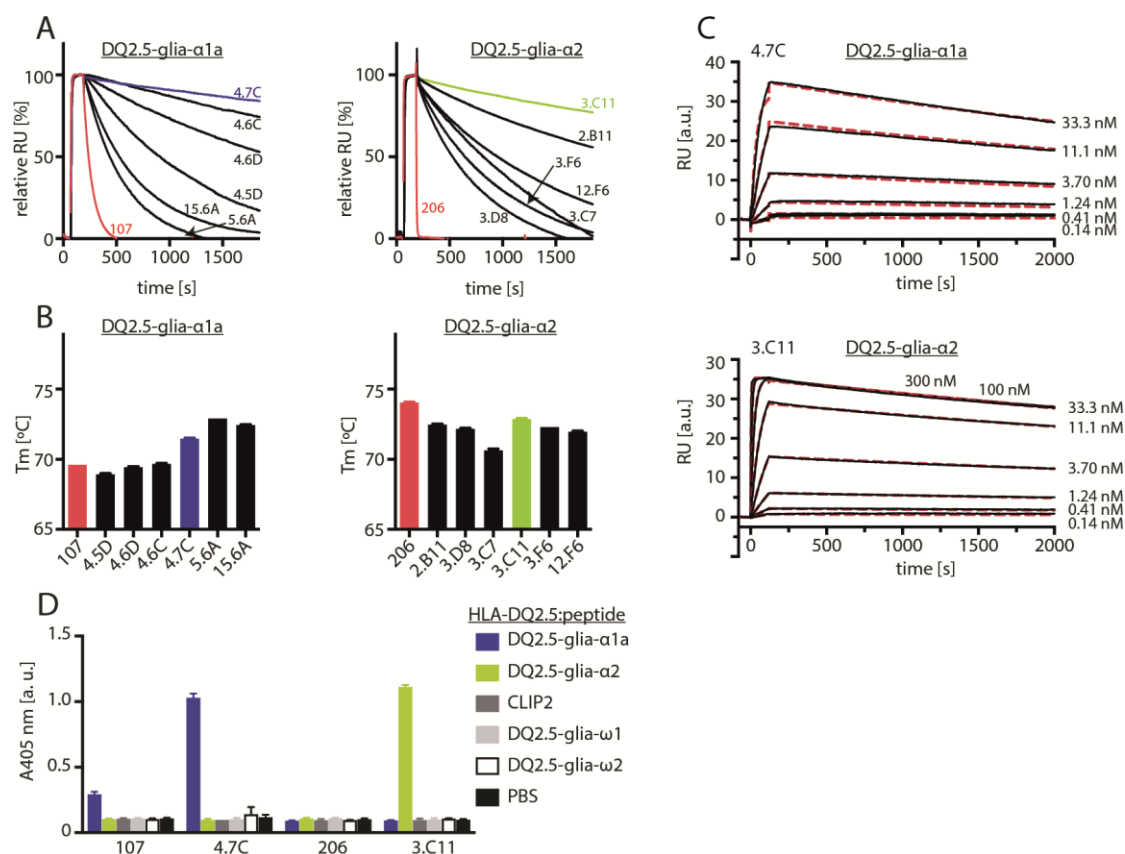 A
DQ2.5-glia-α1a
relative RU [%]
100
50
0
4.7C
4.6C
4.6D
4.5D
15.6A
5.6A
107
0
500
1000
1500
time [s]
DQ2.5-glia-α2
relative RU [%]
100
50
0
3.C11
2.B11
3.F6
12.F6
3.C7
3.D8
206
0
500
1000
1500
time [s]
B
DQ2.5-glia-α1a
Tm [ºC]
75
70
65
107
4.5D
4.6D
4.6C
4.7C
5.6A
15.6A
DQ2.5-glia-α2
Tm [ºC]
75
70
65
206
2.B11
3.D8
3.C7
3.C11
3.F6
12.F6
C
4.7C
DQ2.5-glia-α1a
RU [a.u.]
40
35
30
20
10
0
33.3 nM
11.1 nM
3.70 nM
1.24 nM
0.41 nM
0.14 nM
0
500
1000
1500
2000
time [s]
3.C11
DQ2.5-glia-α2
RU [a.u.]
30
30
20
10
0
300 nM
100 nM
33.3 nM
11.1 nM
3.70 nM
1.24 nM
0.41 nM
0.14 nM
0
500
1000
1500
2000
time [s]
D
A405 nm [a. u.]
1.5
1.0
0.5
0
107
4.7C
206
3.C11
HLA-DQ2.5:peptide
DQ2.5-glia-α1a
DQ2.5-glia-α2
CLIP2
DQ2.5-glia-ω1
DQ2.5-glia-ω2
PBS